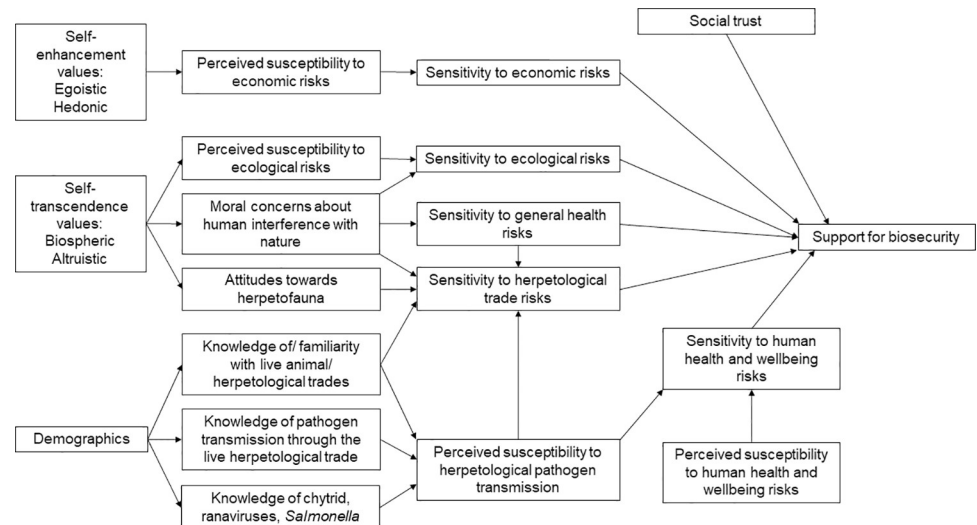 Social trust
Self-
enhancement
values:
Egoistic
Hedonic
Perceived susceptibility to
economic risks
Sensitivity to economic risks
Self-
transcendence
values:
Biospheric
Altruistic
Perceived susceptibility to
ecological risks
Sensitivity to ecological risks
Moral concerns about
human interference with
nature
Sensitivity to general health
risks
Support for biosecurity
Attitudes towards
herpetofauna
Sensitivity to herpetological
trade risks
Knowledge of/ familiarity
with live animal/
herpetological trades
Sensitivity to human
health and wellbeing
risks
Demographics
Knowledge of pathogen
transmission through the
live herpetological trade
Perceived susceptibility to
herpetological pathogen
transmission
Perceived susceptibility
to human health and
wellbeing risks
Knowledge of chytrid,
ranaviruses, Salmonella